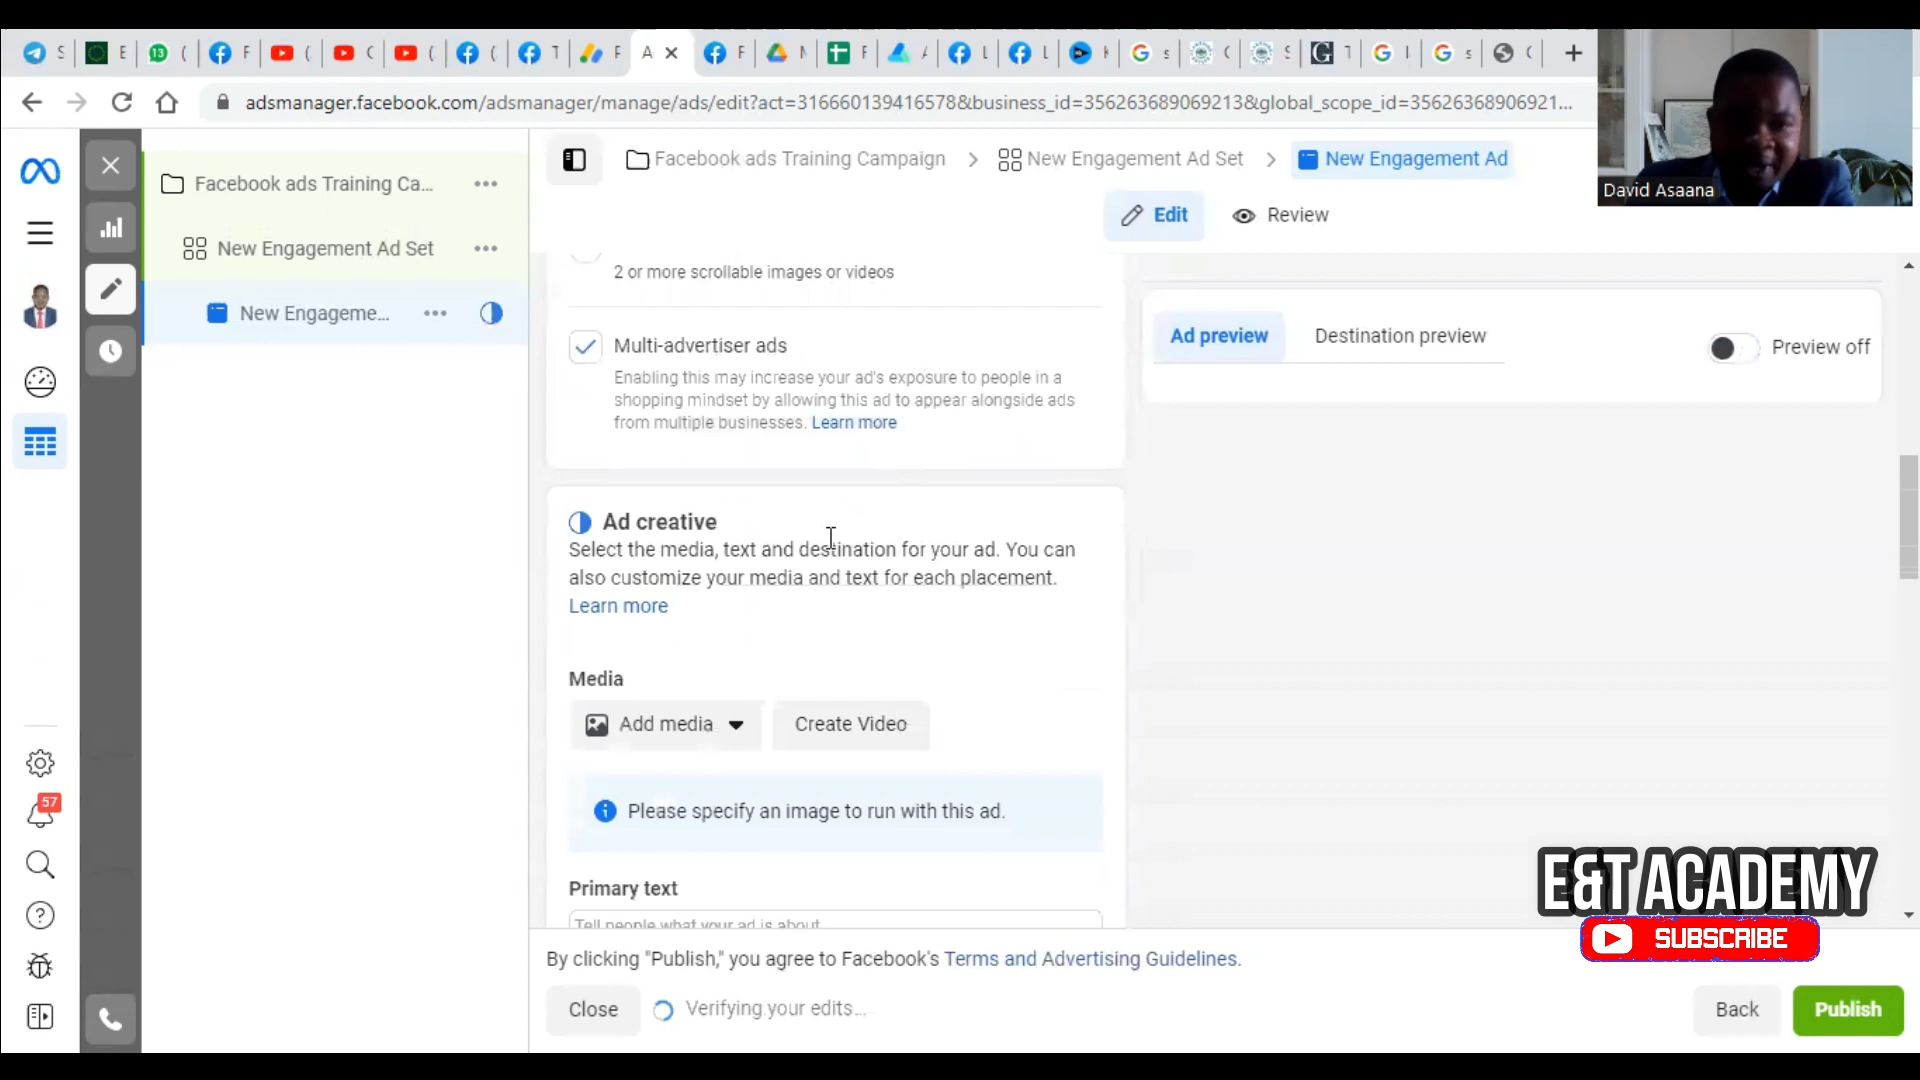 adsmanager.facebook.com/adsmanager/manage/ads/edit?act=316660139416578&business_id=356263689069213&global_scope_id=35626368906921...
David Asaana
Facebook ads Training Campaign
New Engagement Ad Set
New Engagement Ad
Edit
Review
Facebook ads Training Ca...
New Engagement Ad Set
New Engageme...
2 or more scrollable images or videos
Multi-advertiser ads
Enabling this may increase your ad's exposure to people in a
shopping mindset by allowing this ad to appear alongside ads
from multiple businesses. Learn more
Ad preview
Destination preview
Preview off
Ad creative
Select the media, text and destination for your ad. You can
also customize your media and text for each placement.
Learn more
Media
Add media
Create Video
Please specify an image to run with this ad.
Primary text
Tell people what your ad is about
57
E&T ACADEMY
SUBSCRIBE
By clicking "Publish," you agree to Facebook's Terms and Advertising Guidelines.
Close
Verifying your edits...
Back
Publish